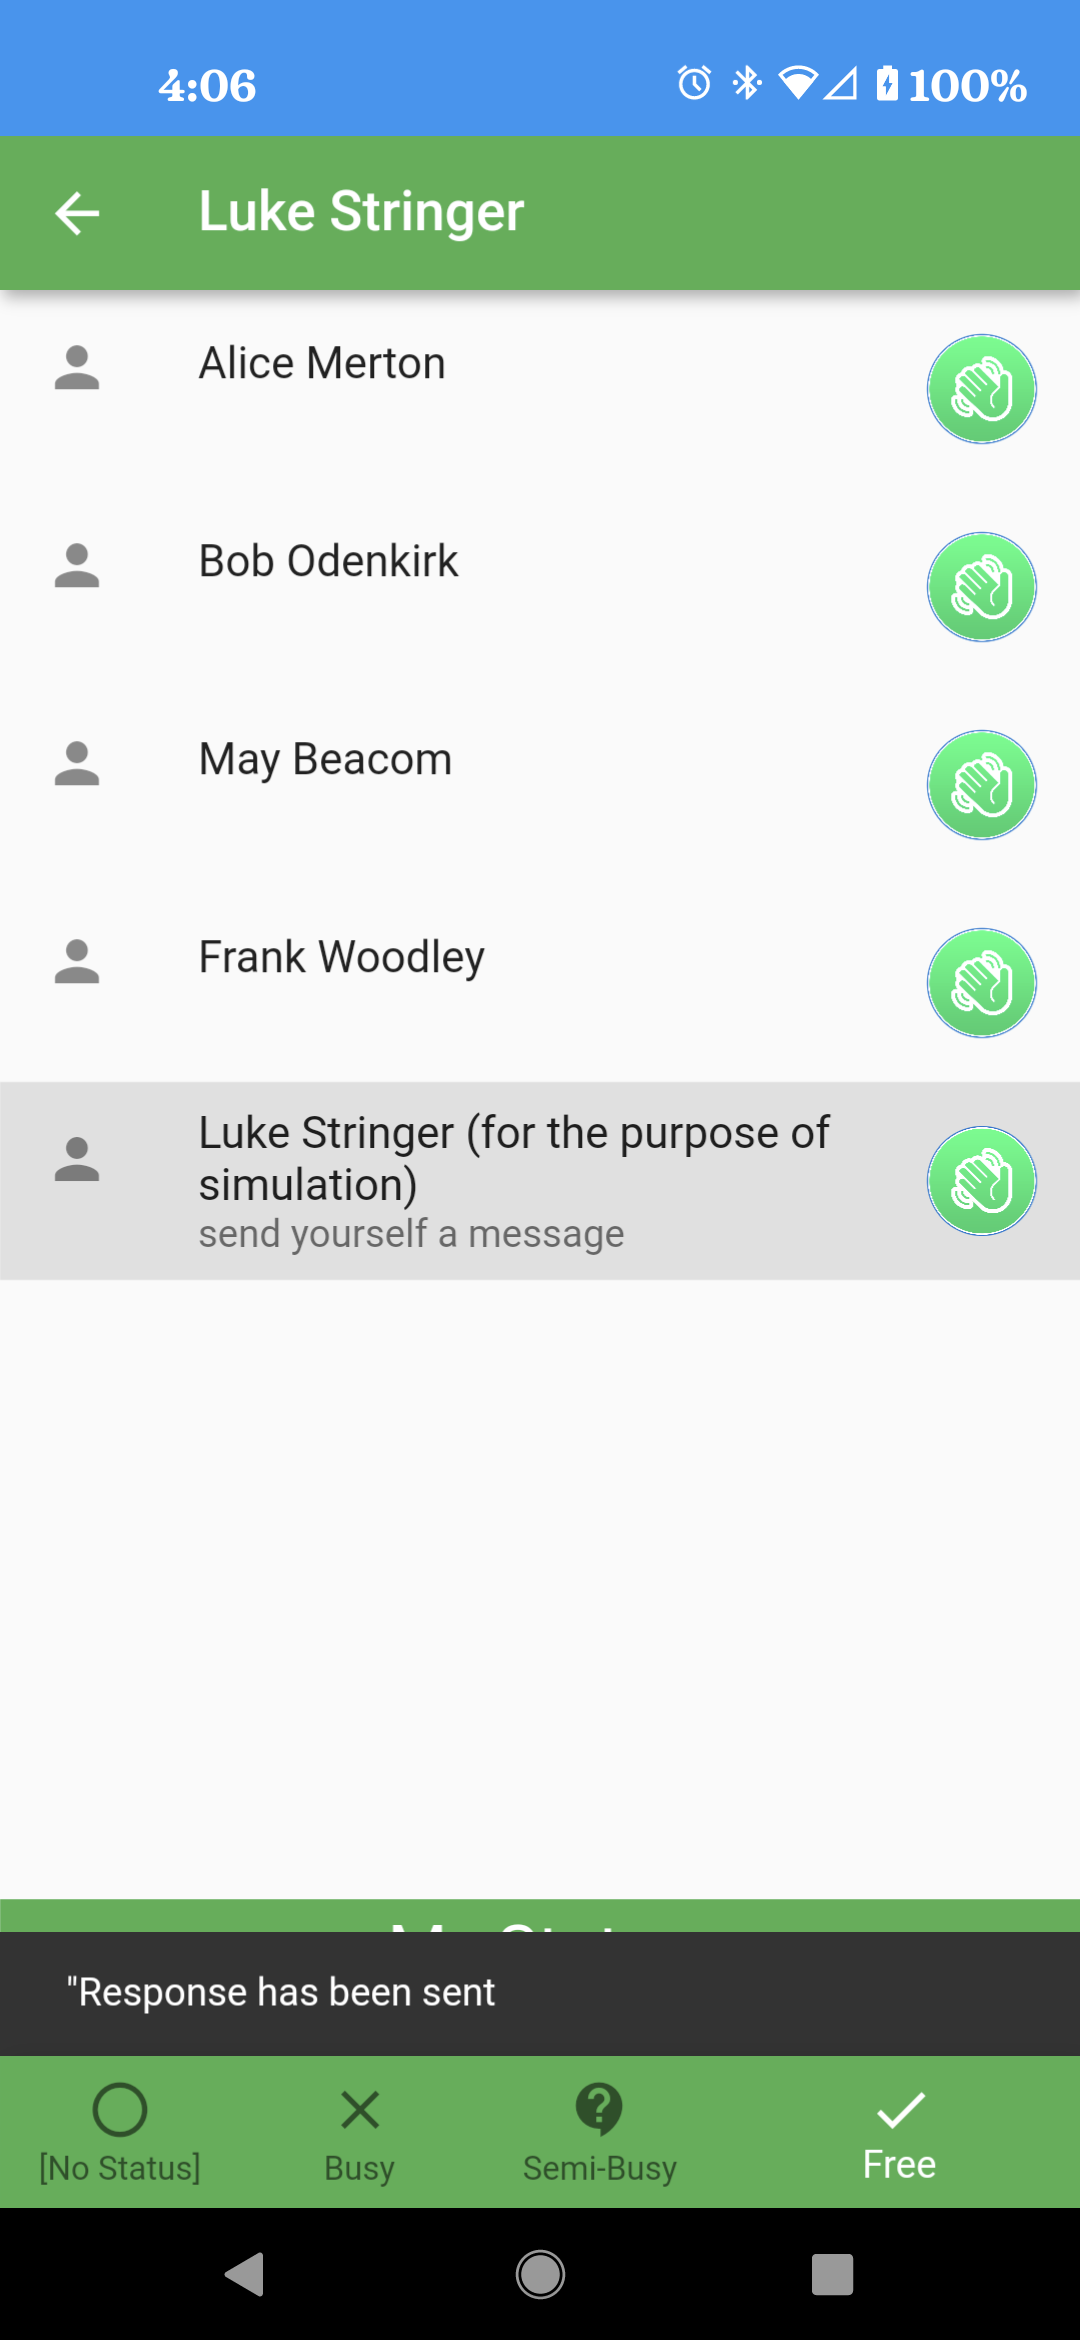 4:06
100%
Luke Stringer
Alice Merton
Bob Odenkirk
May Beacom
Frank Woodley
Luke Stringer (for the purpose of
simulation)
send yourself a message
"Response has been sent
[No Status]
Busy
Semi-Busy
Free